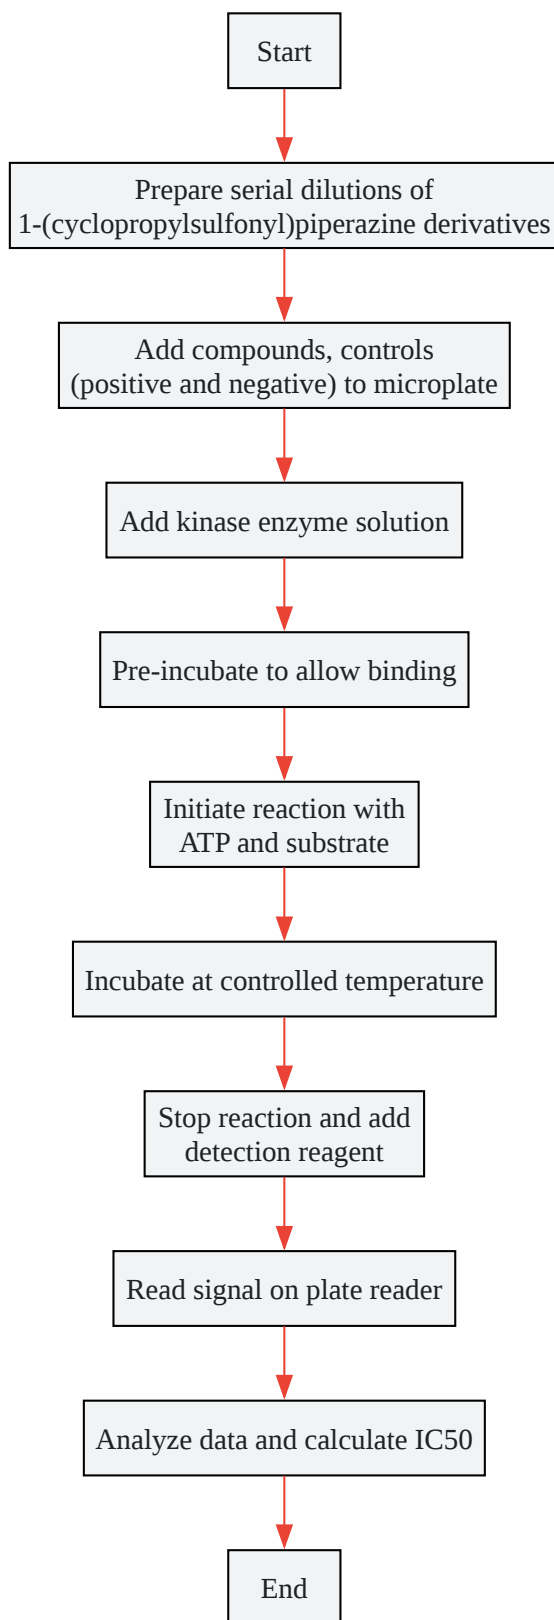 Start
Prepare serial dilutions of
1-(cyclopropylsulfonyl)piperazine derivatives
Add compounds, controls
(positive and negative) to microplate
Add kinase enzyme solution
Pre-incubate to allow binding
Initiate reaction with
ATP and substrate
Incubate at controlled temperature
Stop reaction and add
detection reagent
Read signal on plate reader
Analyze data and calculate IC50
End